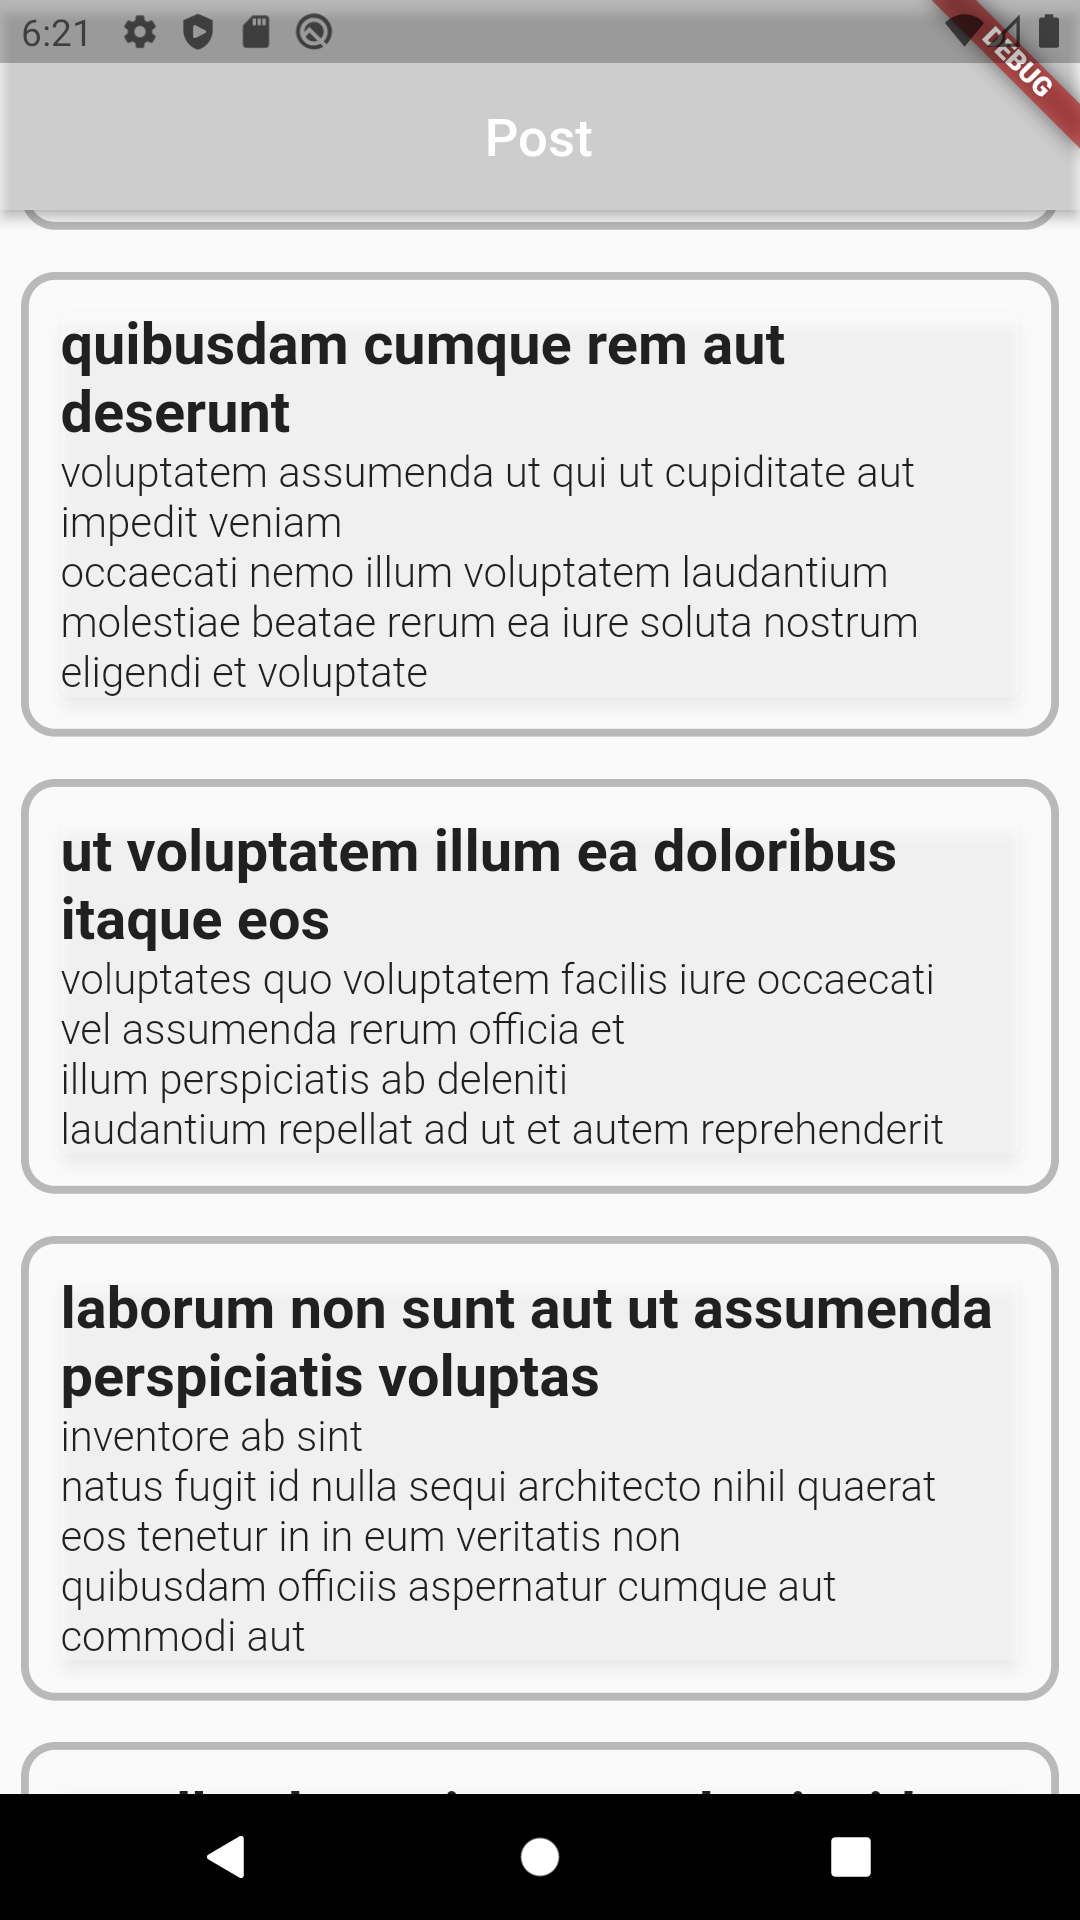 6:21
DEBUG
Post
quibusdam cumque rem aut
deserunt
voluptatem assumenda ut qui ut cupiditate aut
impedit veniam
occaecati nemo illum voluptatem laudantium
molestiae beatae rerum ea iure soluta nostrum
eligendi et voluptate
ut voluptatem illum ea doloribus
itaque eos
voluptates quo voluptatem facilis iure occaecati
vel assumenda rerum officia et
illum perspiciatis ab deleniti
laudantium repellat ad ut et autem reprehenderit
laborum non sunt aut ut assumenda
perspiciatis voluptas
inventore ab sint
natus fugit id nulla sequi architecto nihil quaerat
eos tenetur in in eum veritatis non
quibusdam officiis aspernatur cumque aut
commodi aut